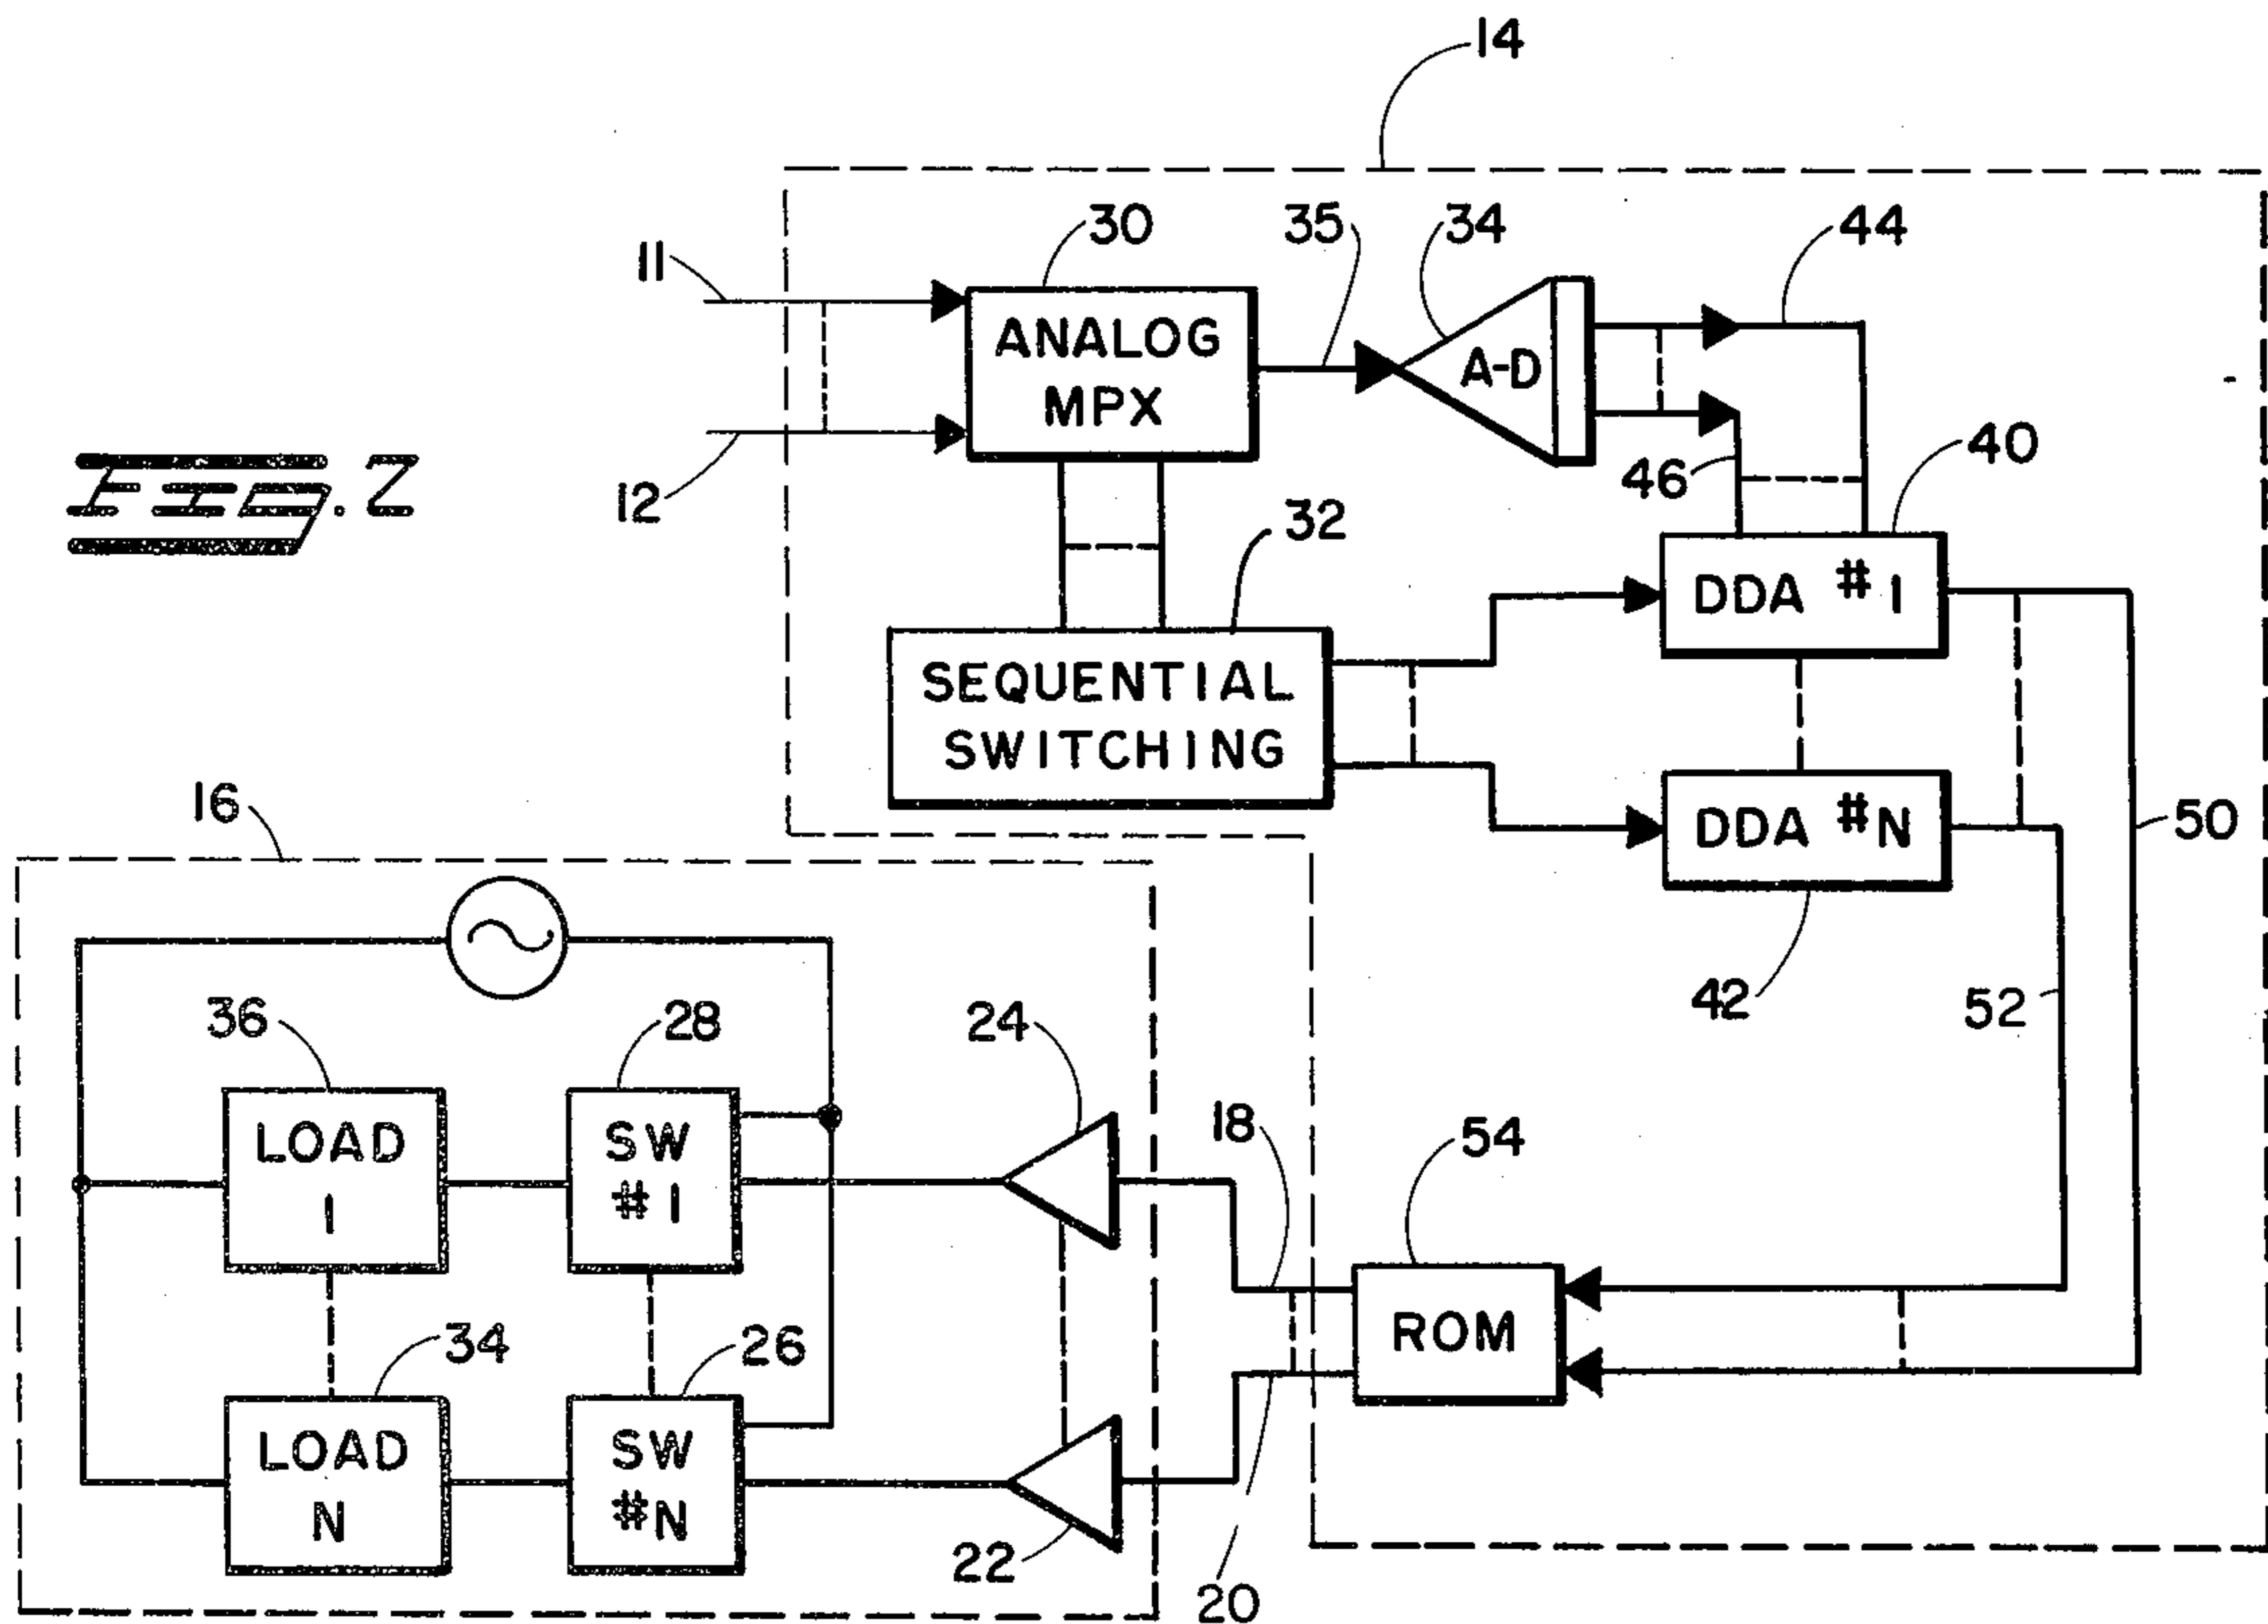 14
30
35
34
44
11
ANALOG
MPX
A-D
40
46
12
Fig. 2
32
DDA #1
SEQUENTIAL
SWITCHING
16
DDA #N
50
42
52
36
28
24
18
54
LOAD
1
SW
#1
ROM
34
26
LOAD
N
SW
#N
22
20